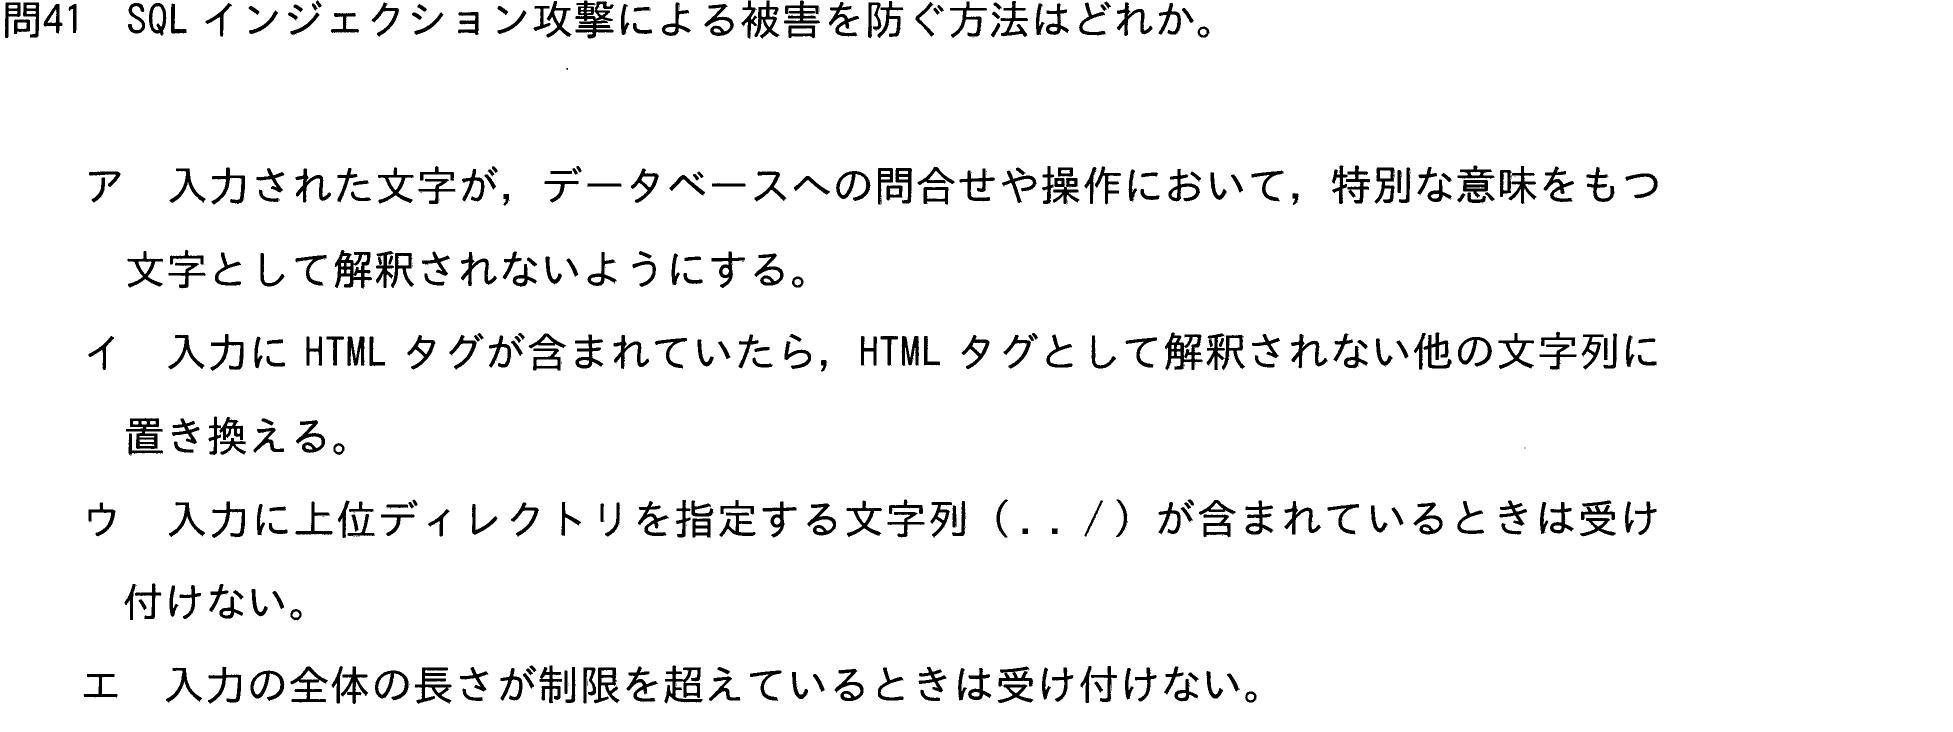 問41　SQL インジェクション攻撃による被害を防ぐ方法はどれか。
ア　入力された文字が，データベースへの問合せや操作において，特別な意味をもつ
文字として解釈されないようにする。
イ　入力に HTML タグが含まれていたら，HTML タグとして解釈されない他の文字列に
置き換える。
ウ　入力に上位ディレクトリを指定する文字列（../）が含まれているときは受け
付けない。
エ　入力の全体の長さが制限を超えているときは受け付けない。